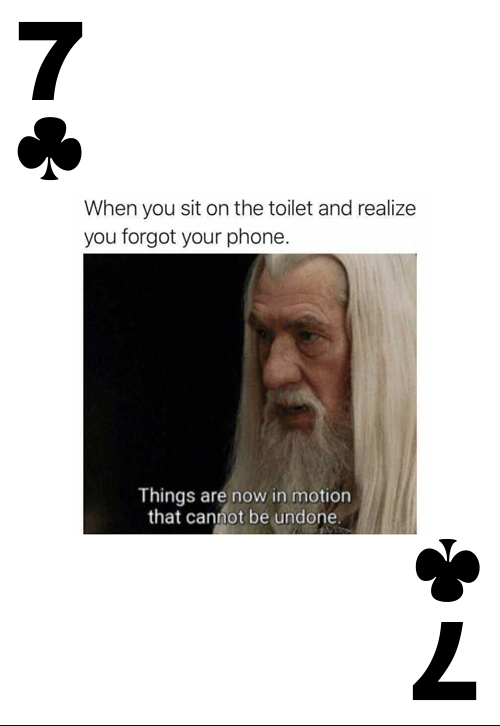 7
When you sit on the toilet and realize
you forgot your phone.
Things are now in motion
that cannot be undone.
7